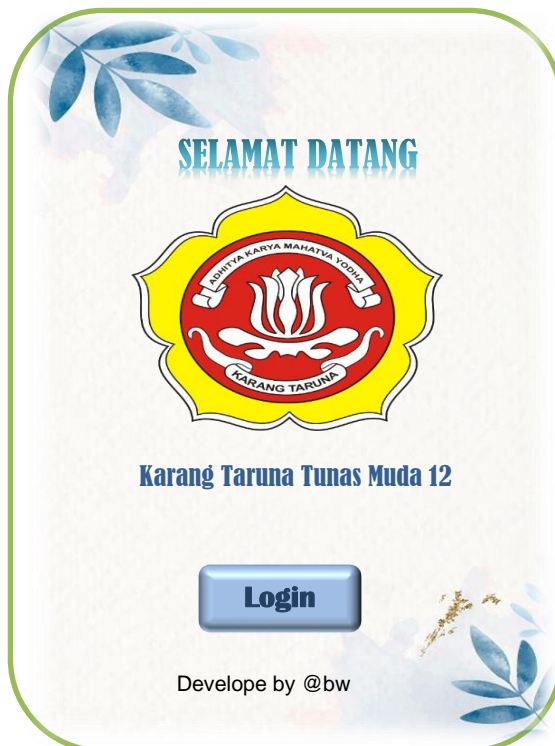 SELAMAT DATANG
ADHITYA KARYA MAHATVA YODHA
KARANG TARUNA
Karang Taruna Tunas Muda 12
Login
Develope by @bw